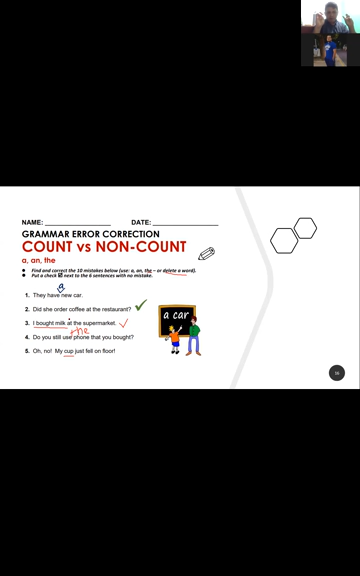 NAME: ____________ DATE: ____________
GRAMMAR ERROR CORRECTION
COUNT vs NON-COUNT
a, an, the
● Find and correct the 10 mistakes below (use: a, an, the – or delete a word).
● Put a check ☑ next to the 6 sentences with no mistake.
a
1. They have new car.
2. Did she order coffee at the restaurant?
3. I bought milk at the supermarket.
the
4. Do you still use phone that you bought?
5. Oh, no! My cup just fell on floor!
a car
16